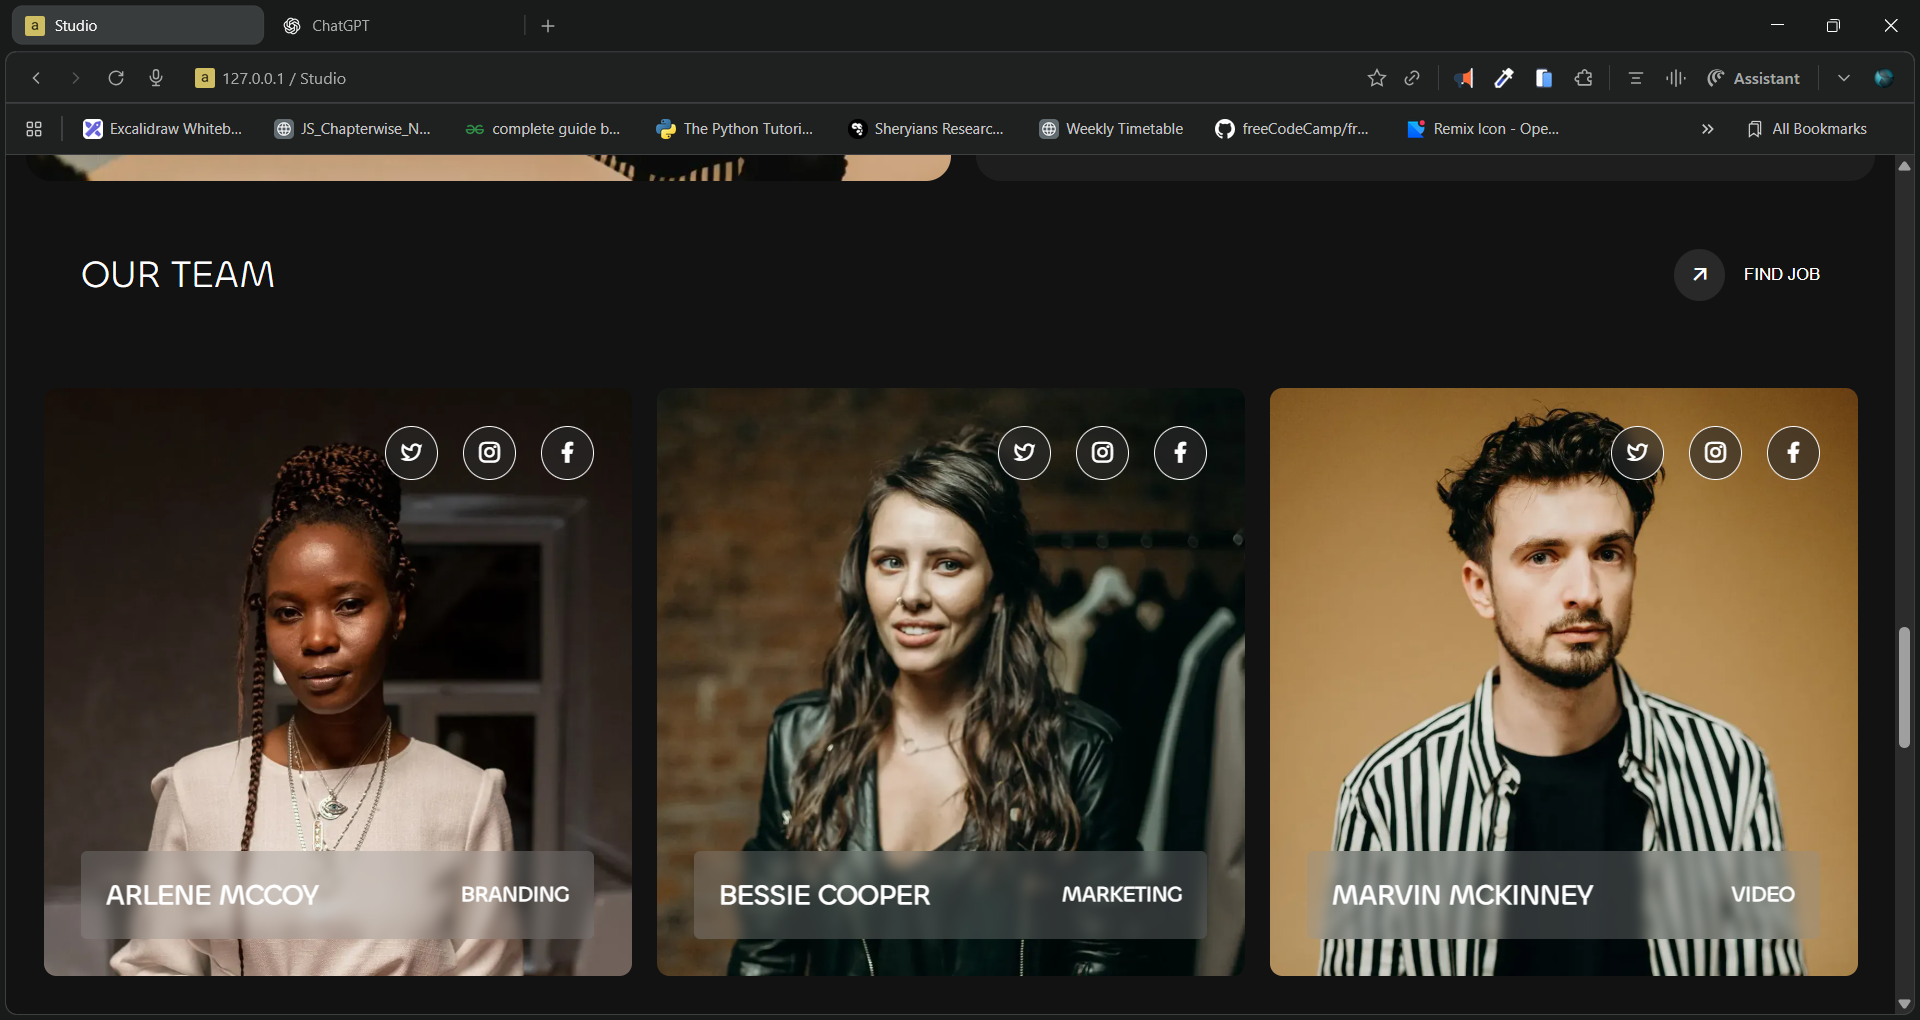 a Studio
ChatGPT
a 127.0.0.1 / Studio
Assistant
Excalidraw Whiteb...
JS_Chapterwise_N...
complete guide b...
The Python Tutori...
Sheryians Researc...
Weekly Timetable
freeCodeCamp/fr...
Remix Icon - Ope...
All Bookmarks
OUR TEAM
FIND JOB
ARLENE MCCOY BRANDING
BESSIE COOPER MARKETING
MARVIN MCKINNEY VIDEO